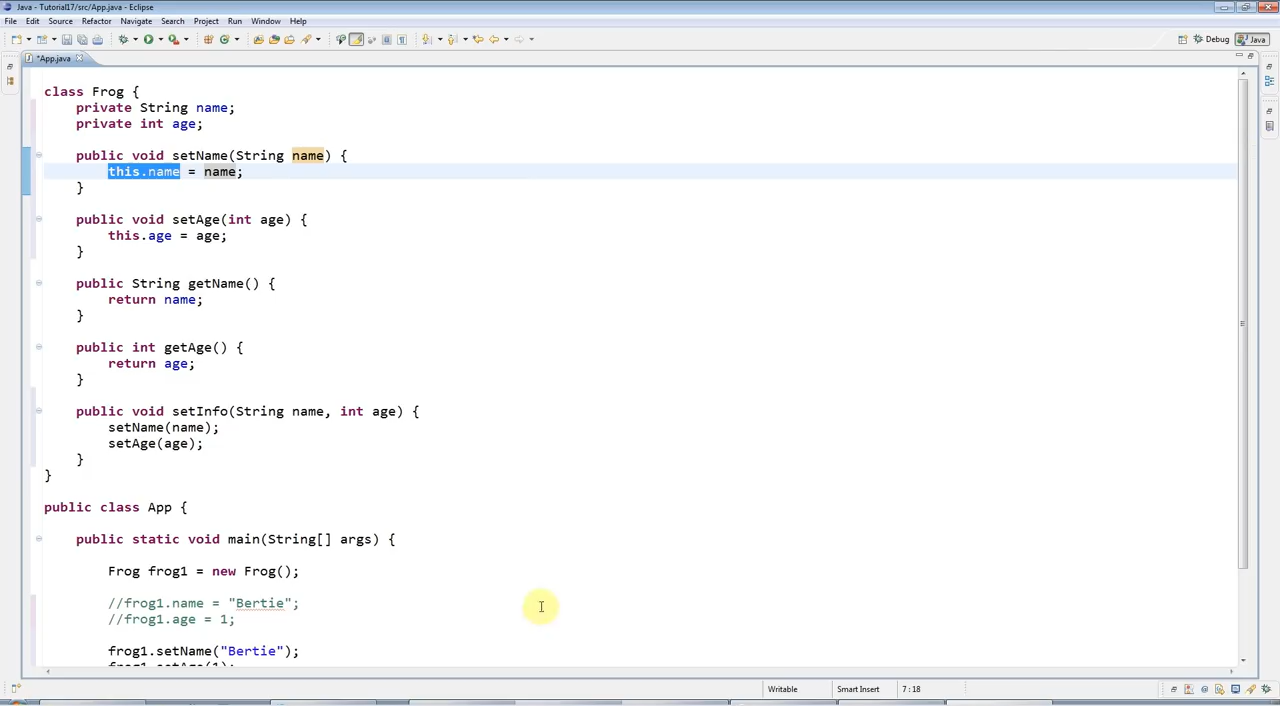 Java - Tutorial17/src/App.java - Eclipse
File Edit Source Refactor Navigate Search Project Run Window Help
Debug Java
*App.java
class Frog {
private String name;
private int age;
public void setName(String name) {
this.name = name;
}
public void setAge(int age) {
this.age = age;
}
public String getName() {
return name;
}
public int getAge() {
return age;
}
public void setInfo(String name, int age) {
setName(name);
setAge(age);
}
}
public class App {
public static void main(String[] args) {
Frog frog1 = new Frog();
//frog1.name = "Bertie";
//frog1.age = 1;
frog1.setName("Bertie");
frog1.setAge(1);
Writable Smart Insert 7 : 18